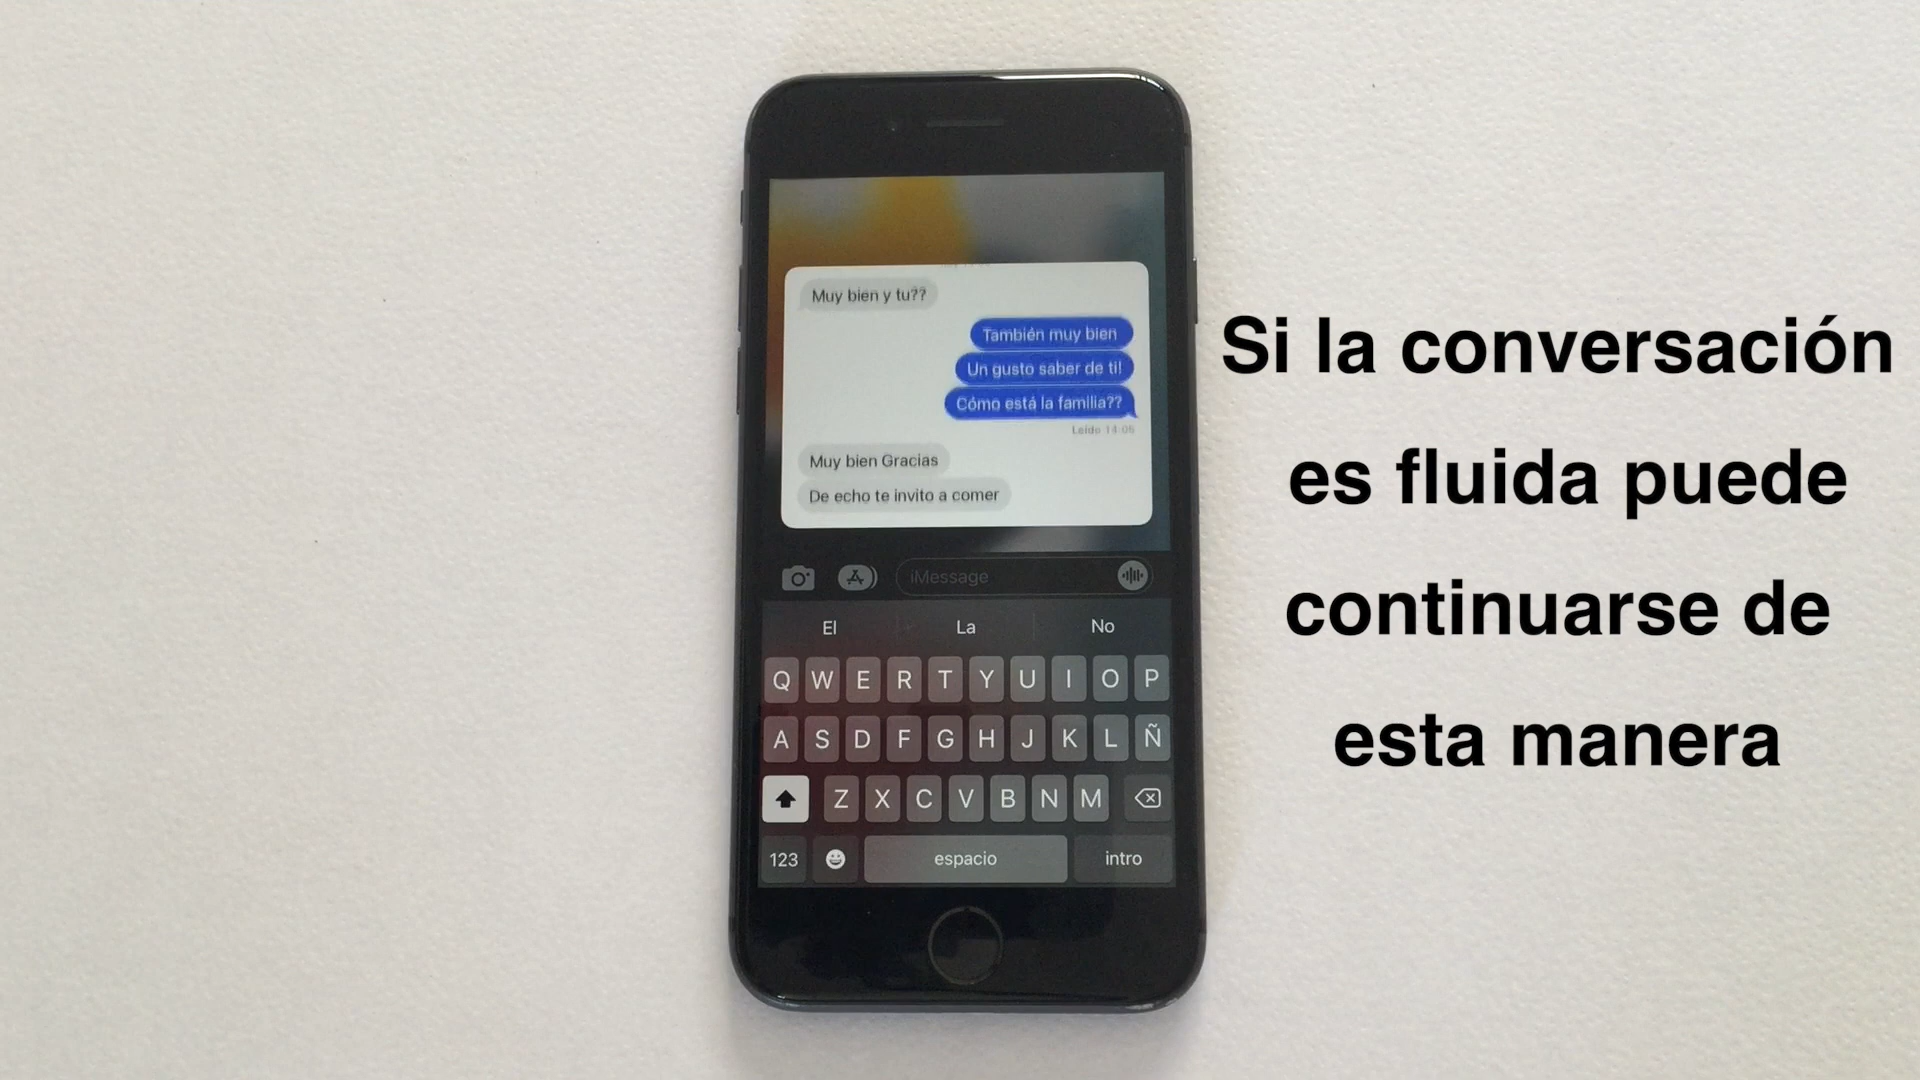 Muy bien y tu??
También muy bien
Un gusto saber de ti!
Cómo está la familia??
Leído 14:05
Muy bien Gracias
De echo te invito a comer
iMessage
El La No
Q W E R T Y U I O P
A S D F G H J K L Ñ
Z X C V B N M
123 espacio intro
Si la conversación
es fluida puede
continuarse de
esta manera